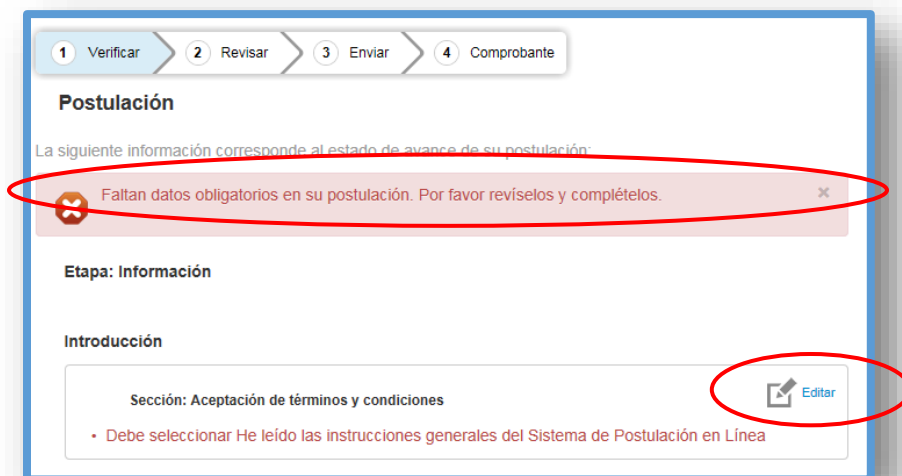 1 Verificar 2 Revisar 3 Enviar 4 Comprobante
Postulación
La siguiente información corresponde al estado de avance de su postulación:
Faltan datos obligatorios en su postulación. Por favor revíselos y complételos.
Etapa: Información
Introducción
Editar
Sección: Aceptación de términos y condiciones
• Debe seleccionar He leído las instrucciones generales del Sistema de Postulación en Línea